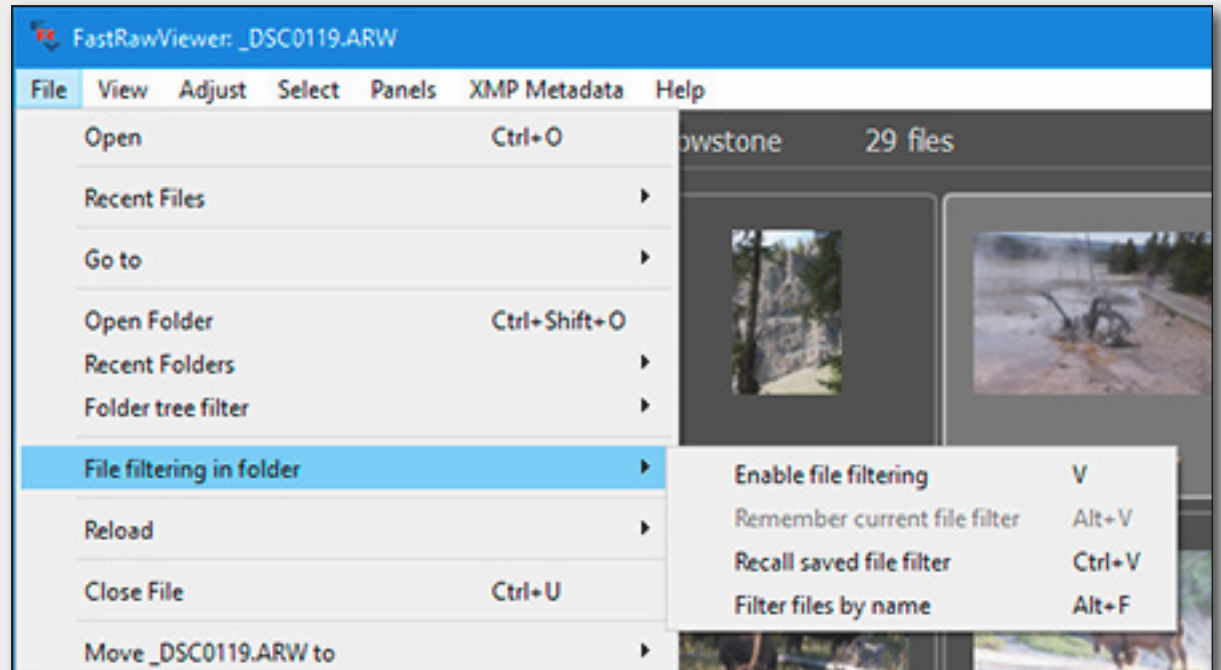 FastRawViewer: _DSC0119.ARW
File View Adjust Select Panels XMP Metadata Help
Open Ctrl+O
29 files
Recent Files
Go to
Open Folder Ctrl+Shift+O
Recent Folders
Folder tree filter
File filtering in folder
Enable file filtering V
Remember current file filter Alt+V
Recall saved file filter Ctrl+V
Filter files by name Alt+F
Reload
Close File Ctrl+U
Move _DSC0119.ARW to